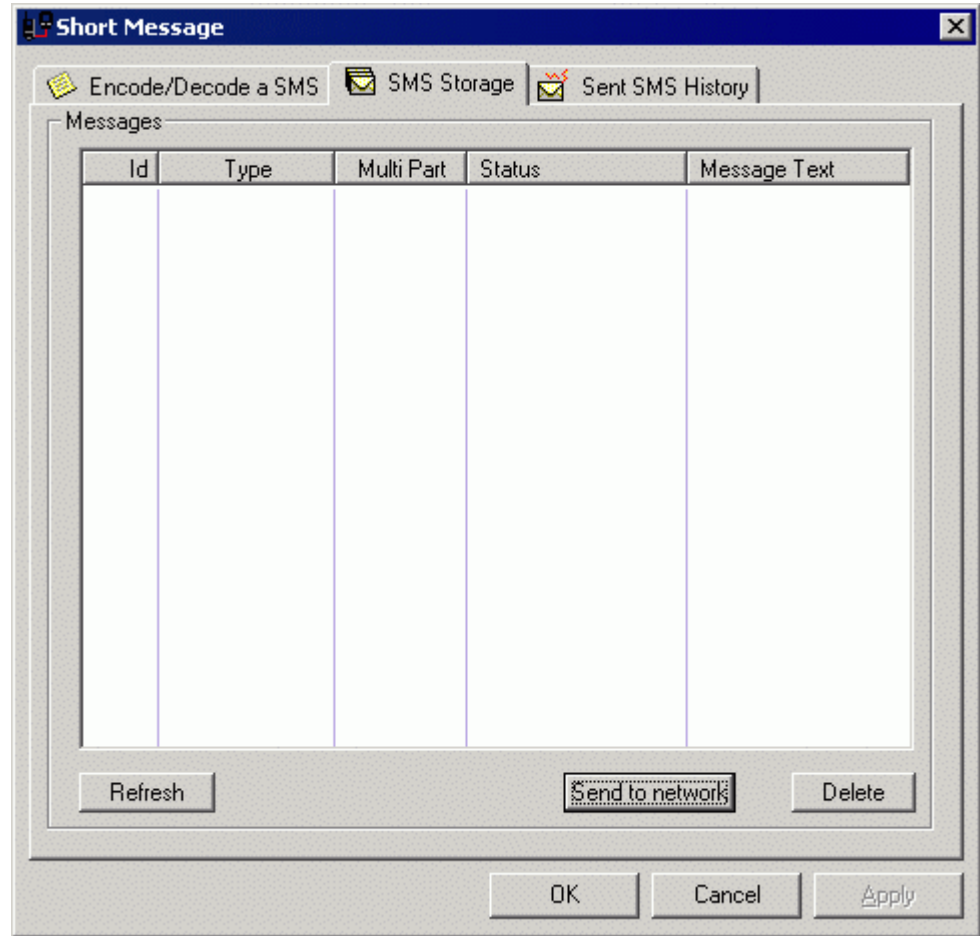 Short Message
Encode/Decode a SMS SMS Storage Sent SMS History
Messages
Id Type Multi Part Status Message Text
Refresh Send to network Delete
OK Cancel Apply